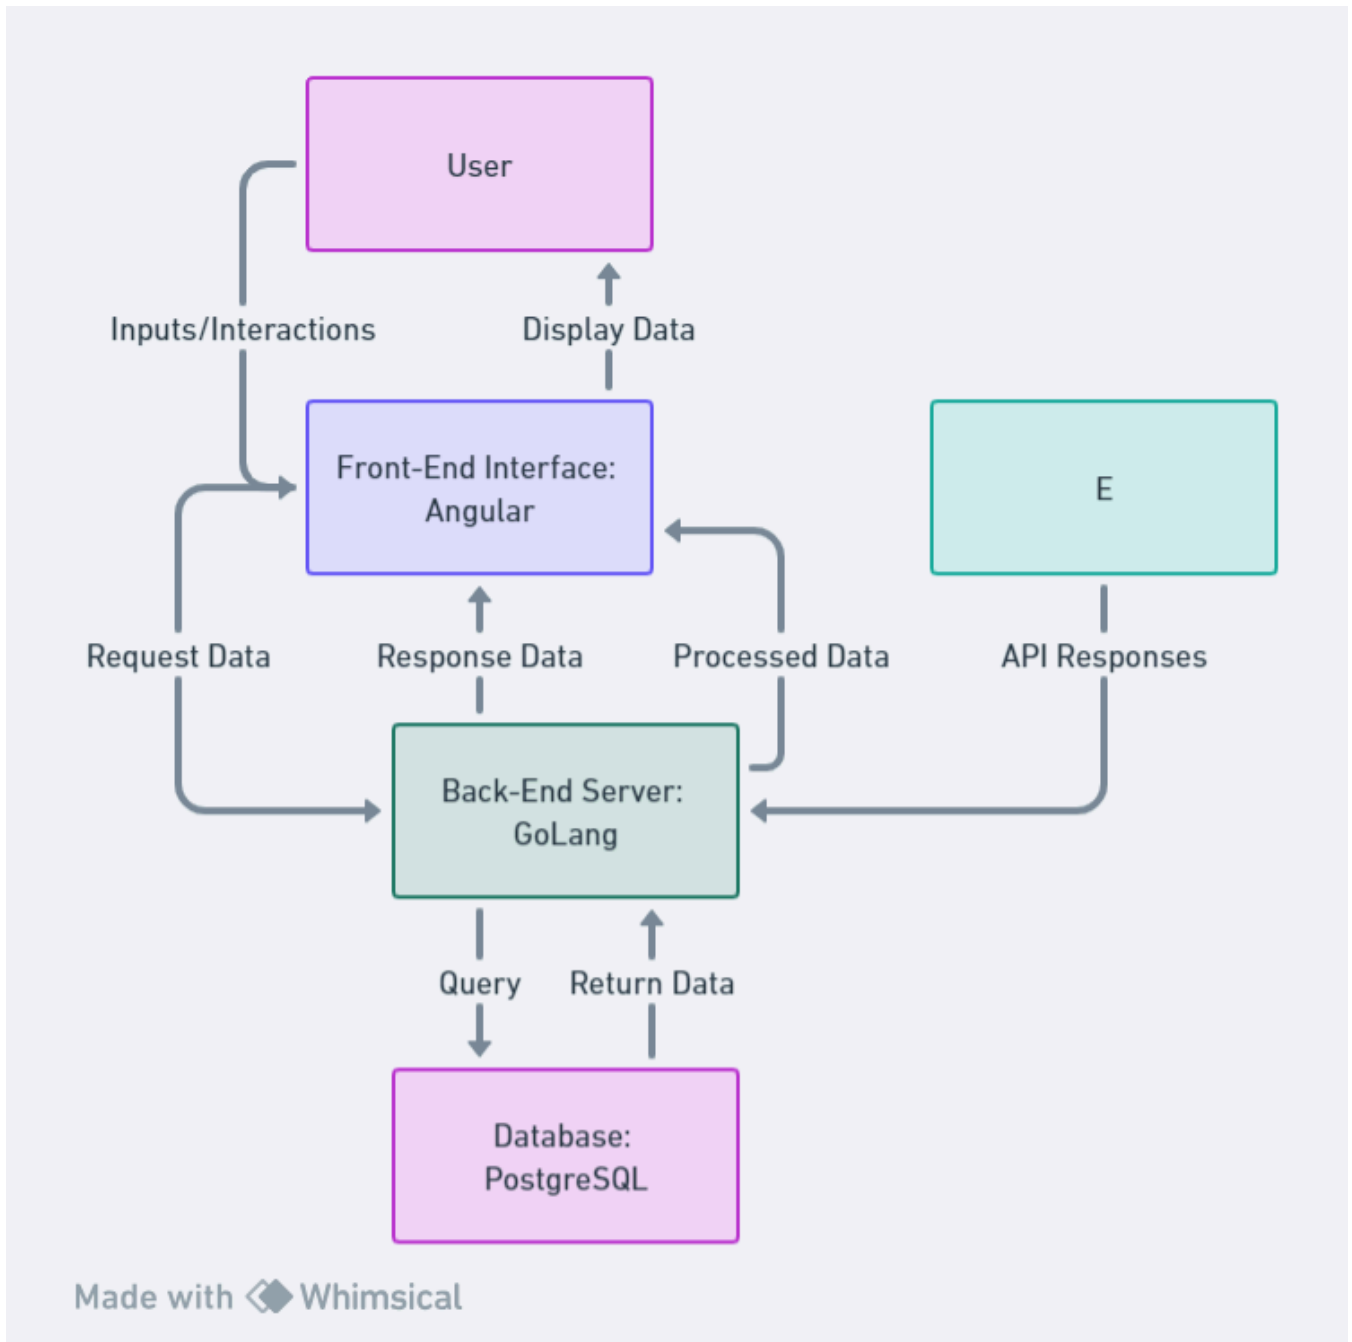 User
Inputs/Interactions
Display Data
Front-End Interface:
Angular
E
Request Data
Response Data
Processed Data
API Responses
Back-End Server:
GoLang
Query
Return Data
Database:
PostgreSQL
Made with Whimsical